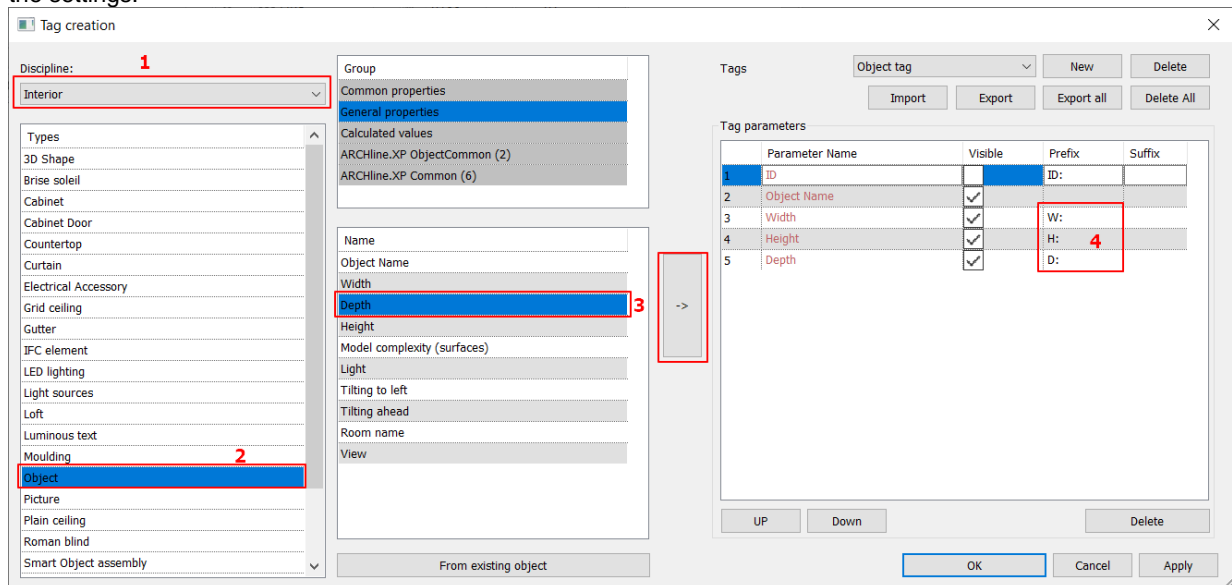 the settings.
Tag creation
Discipline:
1
Interior
Types
3D Shape
Brise soleil
Cabinet
Cabinet Door
Countertop
Curtain
Electrical Accessory
Grid ceiling
Gutter
IFC element
LED lighting
Light sources
Loft
Luminous text
Moulding
2
Object
Picture
Plain ceiling
Roman blind
Smart Object assembly
Group
Common properties
General properties
Calculated values
ARCHline.XP ObjectCommon (2)
ARCHline.XP Common (6)
Name
Object Name
Width
Depth
3
Height
Model complexity (surfaces)
Light
Tilting to left
Tilting ahead
Room name
View
From existing object
->
Tags Object tag New Delete
Import Export Export all Delete All
Tag parameters
Parameter Name Visible Prefix Suffix
1 ID ID:
2 Object Name
3 Width W:
4 Height H: 4
5 Depth D:
UP Down Delete
OK Cancel Apply